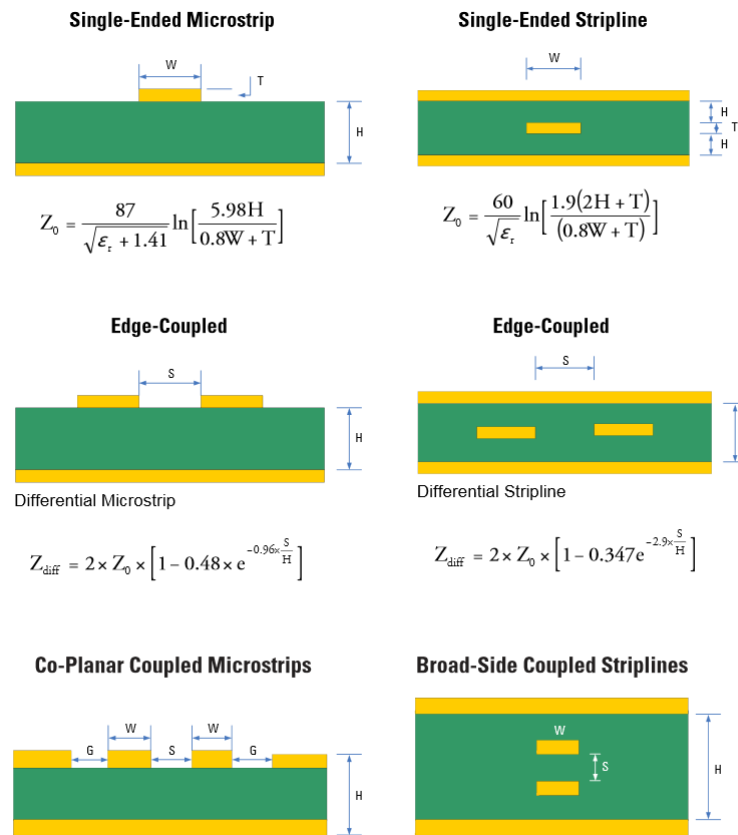 Single-Ended Microstrip
Single-Ended Stripline
W
T
H
W
H
T
H
Z₀ = 87 / √(εᵣ + 1.41) ln[5.98H / 0.8W + T]
Z₀ = 60 / √εᵣ ln[1.9(2H + T) / (0.8W + T)]
Edge-Coupled
Edge-Coupled
S
H
S
Differential Microstrip
Differential Stripline
Z_diff = 2 × Z₀ × [1 − 0.48 × e^(−0.96× S/H)]
Z_diff = 2 × Z₀ × [1 − 0.347e^(−2.9× S/H)]
Co-Planar Coupled Microstrips
Broad-Side Coupled Striplines
W W
G S G
H
W
S
H